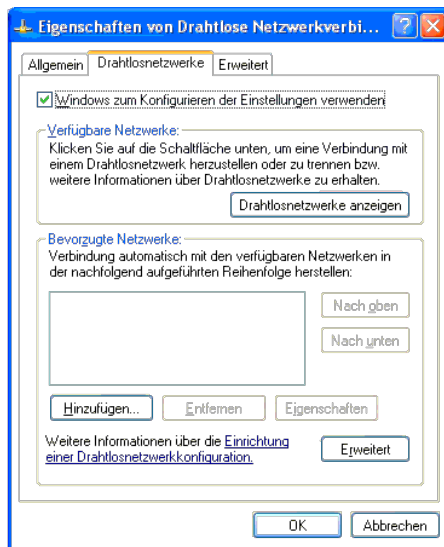 Eigenschaften von Drahtlose Netzwerkverbi...
Allgemein Drahtlosnetzwerke Erweitert
Windows zum Konfigurieren der Einstellungen verwenden
Verfügbare Netzwerke:
Klicken Sie auf die Schaltfläche unten, um eine Verbindung mit
einem Drahtlosnetzwerk herzustellen oder zu trennen bzw.
weitere Informationen über Drahtlosnetzwerke zu erhalten.
Drahtlosnetzwerke anzeigen
Bevorzugte Netzwerke:
Verbindung automatisch mit den verfügbaren Netzwerken in
der nachfolgend aufgeführten Reihenfolge herstellen:
Nach oben
Nach unten
Hinzufügen... Entfernen Eigenschaften
Weitere Informationen über die Einrichtung
einer Drahtlosnetzwerkkonfiguration.
Erweitert
OK Abbrechen